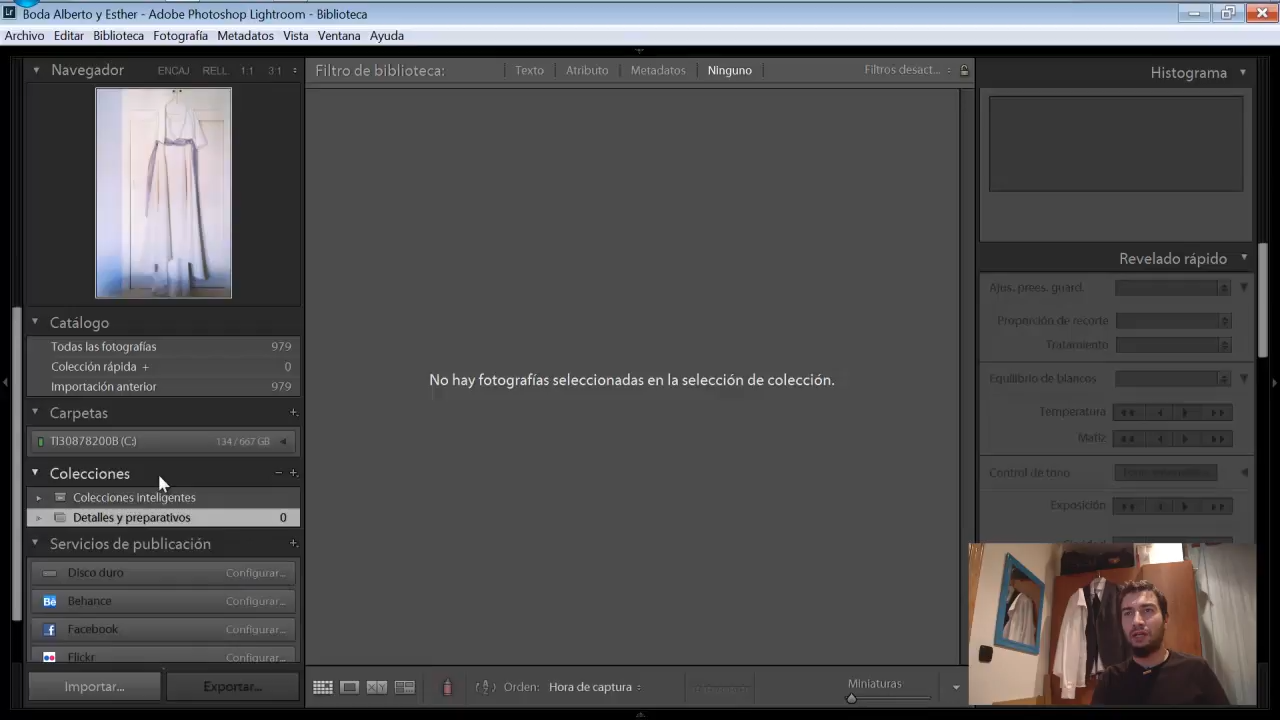 Boda Alberto y Esther - Adobe Photoshop Lightroom - Biblioteca
Archivo Editar Biblioteca Fotografía Metadatos Vista Ventana Ayuda
Navegador ENCAJ RELL 1:1 3:1
Filtro de biblioteca: Texto Atributo Metadatos Ninguno Filtros desact...
Histograma
Catálogo
Todas las fotografías 979
Colección rápida + 0
Importación anterior 979
Carpetas
TI30878200B (C:) 134 / 667 GB
Colecciones
Colecciones inteligentes
Detalles y preparativos 0
Servicios de publicación
Disco duro Configurar...
Behance Configurar...
Facebook Configurar...
Flickr Configurar...
Importar... Exportar...
No hay fotografías seleccionadas en la selección de colección.
Orden: Hora de captura
Miniaturas
Revelado rápido
Ajus. prees. guard.
Proporción de recorte
Tratamiento
Equilibrio de blancos
Temperatura
Matiz
Control de tono
Exposición